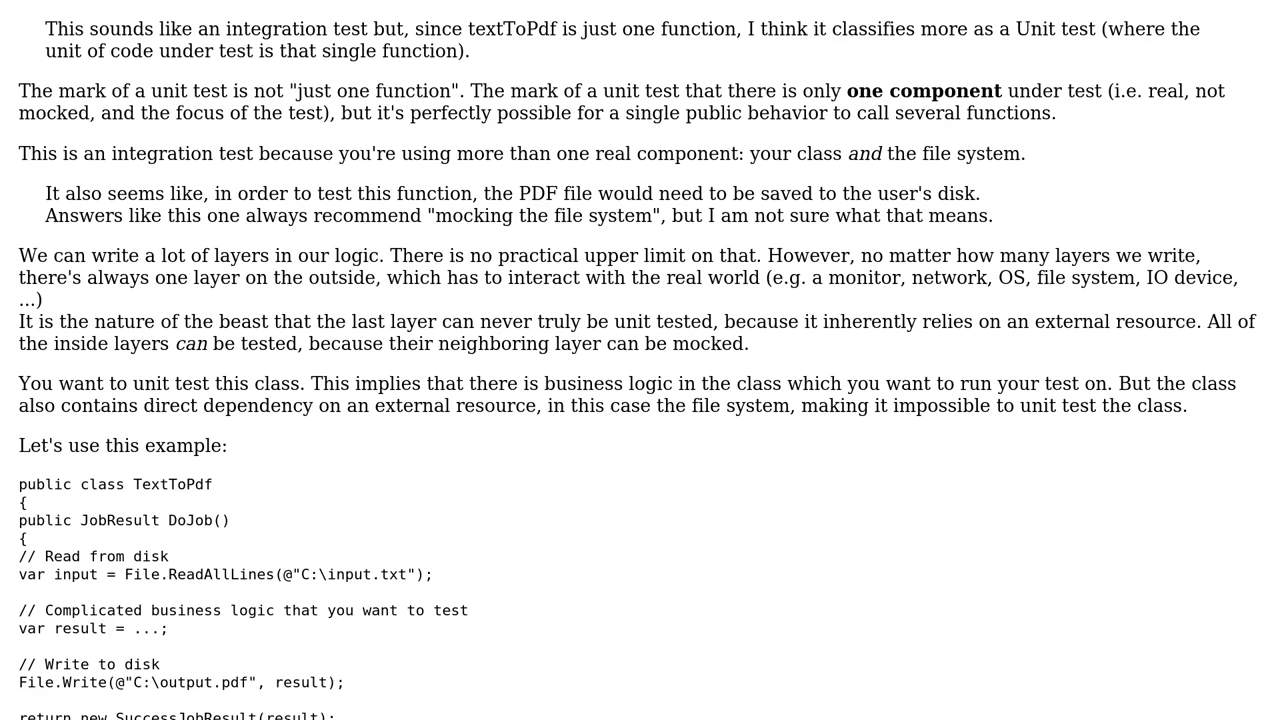 This sounds like an integration test but, since textToPdf is just one function, I think it classifies more as a Unit test (where the
unit of code under test is that single function).
The mark of a unit test is not "just one function". The mark of a unit test that there is only one component under test (i.e. real, not
mocked, and the focus of the test), but it's perfectly possible for a single public behavior to call several functions.
This is an integration test because you're using more than one real component: your class and the file system.
It also seems like, in order to test this function, the PDF file would need to be saved to the user's disk.
Answers like this one always recommend "mocking the file system", but I am not sure what that means.
We can write a lot of layers in our logic. There is no practical upper limit on that. However, no matter how many layers we write,
there's always one layer on the outside, which has to interact with the real world (e.g. a monitor, network, OS, file system, IO device,
...)
It is the nature of the beast that the last layer can never truly be unit tested, because it inherently relies on an external resource. All of
the inside layers can be tested, because their neighboring layer can be mocked.
You want to unit test this class. This implies that there is business logic in the class which you want to run your test on. But the class
also contains direct dependency on an external resource, in this case the file system, making it impossible to unit test the class.
Let's use this example:
public class TextToPdf
{
public JobResult DoJob()
{
// Read from disk
var input = File.ReadAllLines(@"C:\input.txt");
// Complicated business logic that you want to test
var result = ...;
// Write to disk
File.Write(@"C:\output.pdf", result);
return new SuccessJobResult(result);